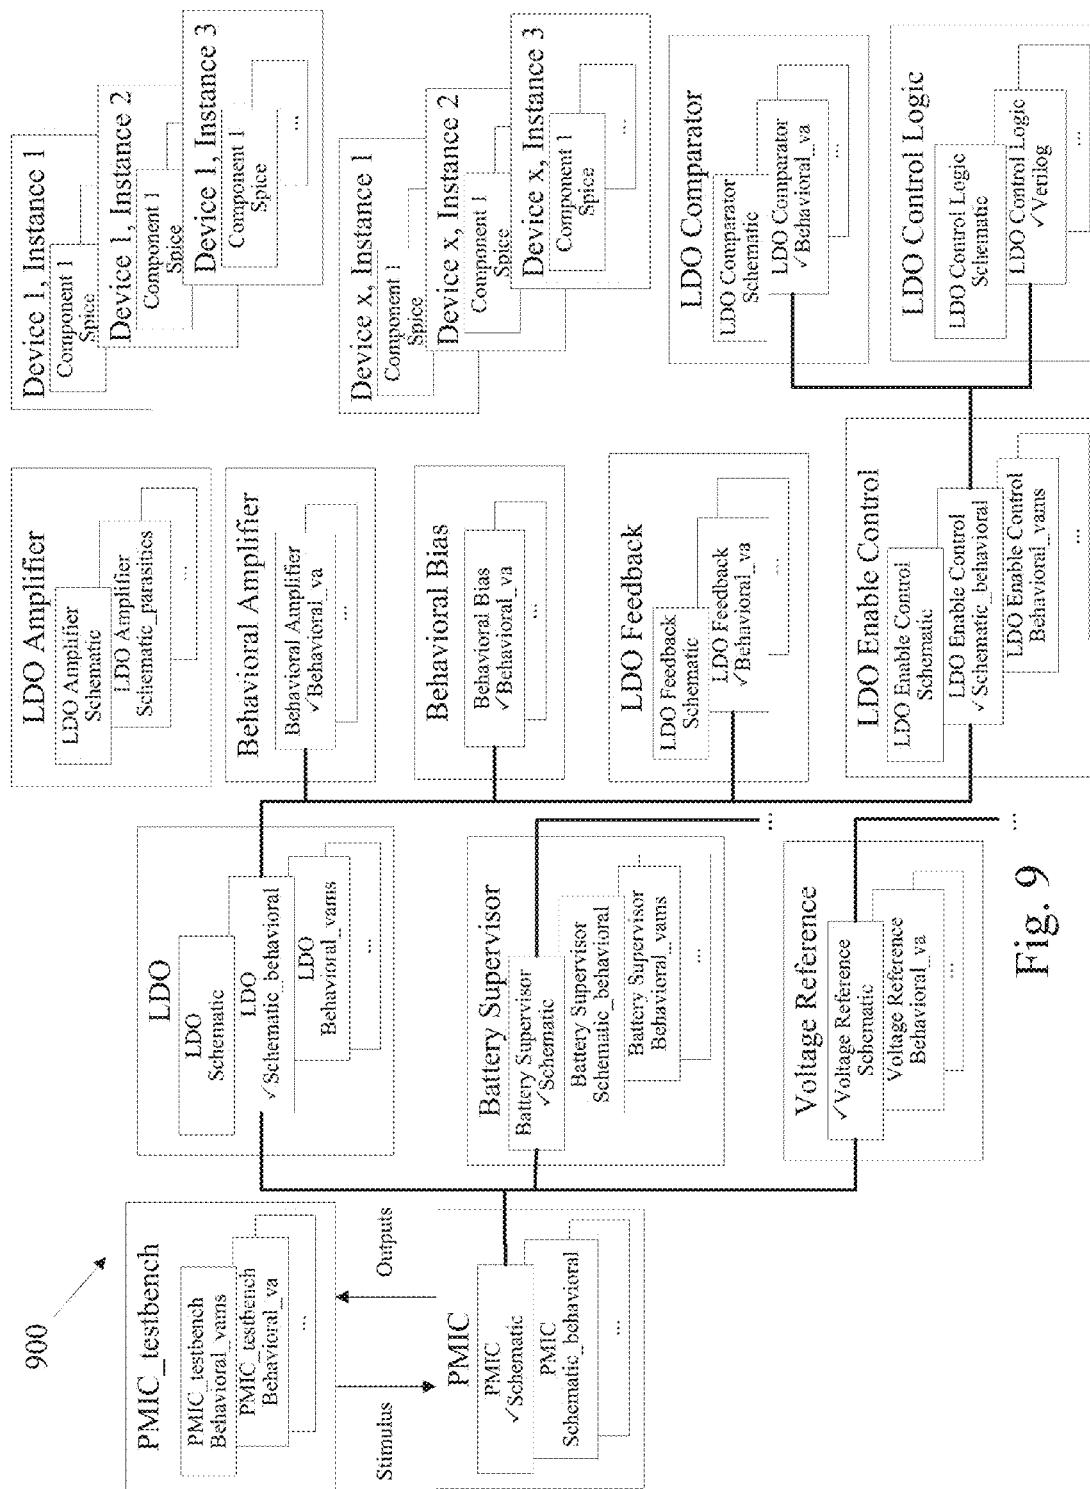 900
PMIC_testbench
PMIC_testbench
Behavioral_vams
PMIC_testbench
Behavioral_va
...
Stimulus
Outputs
PMIC
PMIC
✓Schematic
PMIC
Schematic_behavioral
...
LDO
LDO
Schematic
LDO
✓Schematic_behavioral
LDO
Behavioral_vams
...
Battery Supervisor
Battery Supervisor
✓Schematic
Battery Supervisor
Schematic_behavioral
Battery Supervisor
Behavioral_vams
...
...
Voltage Reference
✓Voltage Reference
Schematic
Voltage Reference
Behavioral_va
...
...
LDO Amplifier
LDO Amplifier
Schematic
LDO Amplifier
Schematic_parasitics
...
Behavioral Amplifier
Behavioral Amplifier
✓Behavioral_va
...
Behavioral Bias
Behavioral Bias
✓Behavioral_va
...
LDO Feedback
LDO Feedback
Schematic
LDO Feedback
✓Behavioral_va
...
LDO Enable Control
LDO Enable Control
Schematic
LDO Enable Control
✓Schematic_behavioral
LDO Enable Control
Behavioral_vams
...
Device 1, Instance 1
Component 1
Spice
Device 1, Instance 2
Component 1
Spice
Device 1, Instance 3
Component 1
Spice
...
Device x, Instance 1
Component 1
Spice
Device x, Instance 2
Component 1
Spice
Device x, Instance 3
Component 1
Spice
...
LDO Comparator
LDO Comparator
Schematic
LDO Comparator
✓Behavioral_va
...
LDO Control Logic
LDO Control Logic
Schematic
LDO Control Logic
✓Verilog
...
Fig. 9